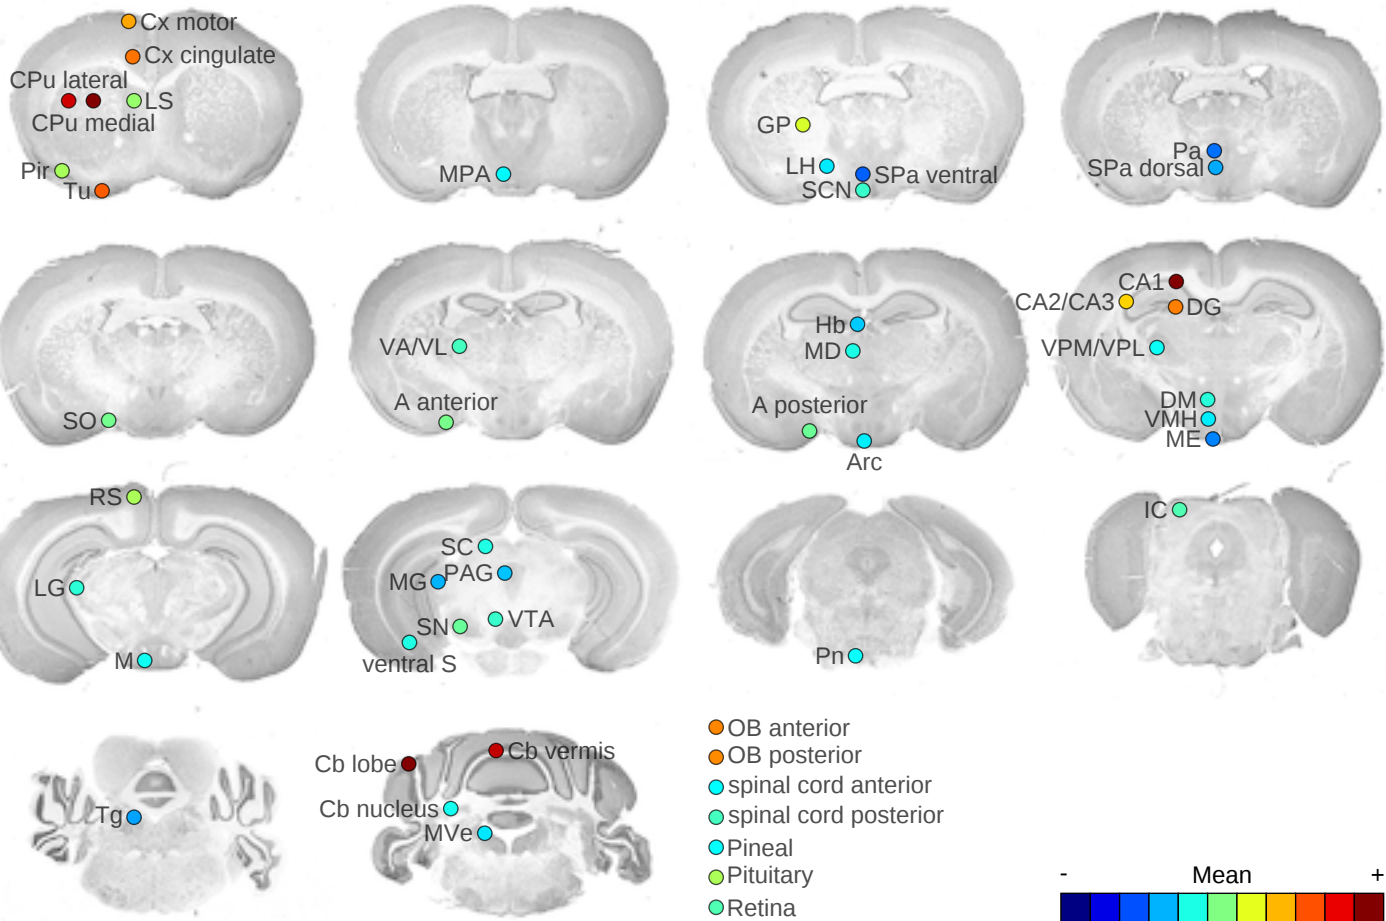 Cx motor
Cx cingulate
CPu lateral
LS
CPu medial
Pir
Tu
MPA
GP
LH
SPa ventral
SCN
Pa
SPa dorsal
SO
VA/VL
A anterior
Hb
MD
A posterior
Arc
CA1
CA2/CA3
DG
VPM/VPL
DM
VMH
ME
RS
LG
M
SC
MG
PAG
SN
VTA
ventral S
Pn
IC
Tg
Cb lobe
Cb vermis
Cb nucleus
MVe
OB anterior
OB posterior
spinal cord anterior
spinal cord posterior
Pineal
Pituitary
Retina
- Mean +